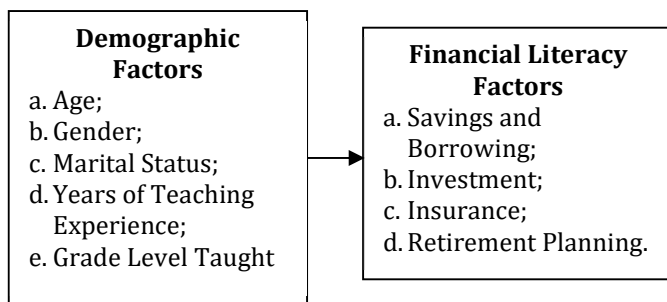 Demographic
Factors
a. Age;
b. Gender;
c. Marital Status;
d. Years of Teaching
Experience;
e. Grade Level Taught
Financial Literacy
Factors
a. Savings and
Borrowing;
b. Investment;
c. Insurance;
d. Retirement Planning.